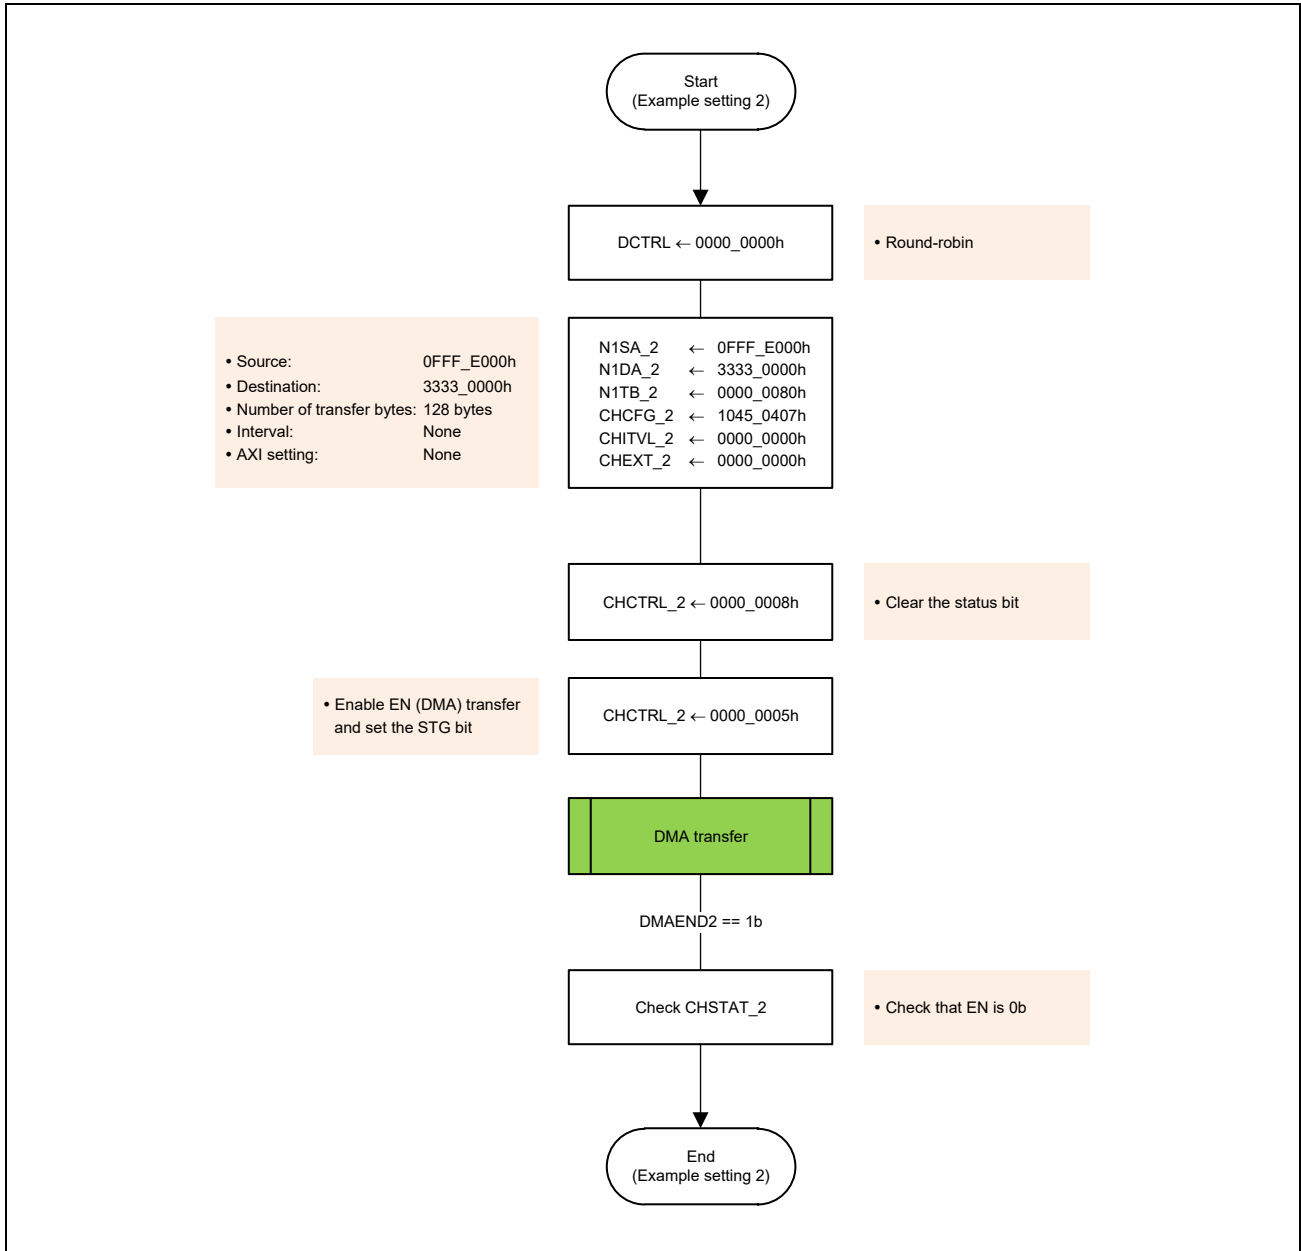 Start
(Example setting 2)
DCTRL ← 0000_0000h
• Round-robin
• Source: 0FFF_E000h
• Destination: 3333_0000h
• Number of transfer bytes: 128 bytes
• Interval: None
• AXI setting: None
N1SA_2 ← 0FFF_E000h
N1DA_2 ← 3333_0000h
N1TB_2 ← 0000_0080h
CHCFG_2 ← 1045_0407h
CHITVL_2 ← 0000_0000h
CHEXT_2 ← 0000_0000h
CHCTRL_2 ← 0000_0008h
• Clear the status bit
• Enable EN (DMA) transfer
and set the STG bit
CHCTRL_2 ← 0000_0005h
DMA transfer
DMAEND2 == 1b
Check CHSTAT_2
• Check that EN is 0b
End
(Example setting 2)